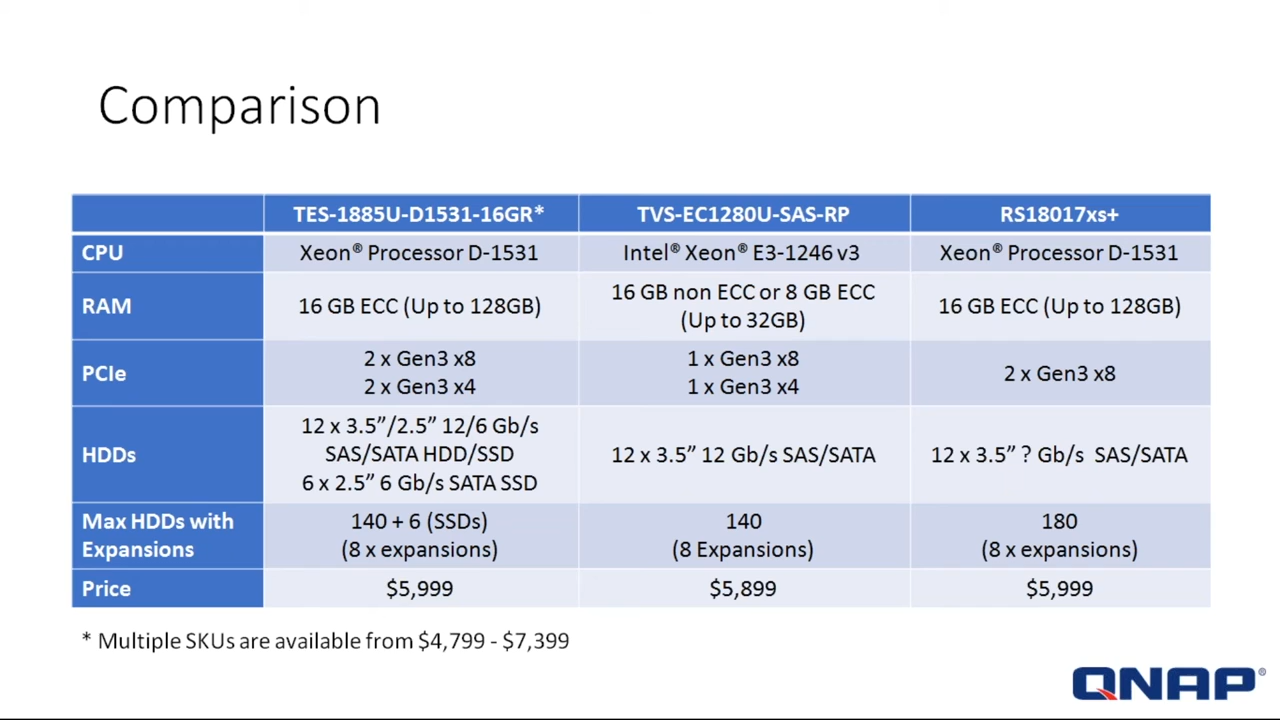 Comparison
TES-1885U-D1531-16GR*
TVS-EC1280U-SAS-RP
RS18017xs+
CPU
Xeon® Processor D-1531
Intel® Xeon® E3-1246 v3
Xeon® Processor D-1531
RAM
16 GB ECC (Up to 128GB)
16 GB non ECC or 8 GB ECC
(Up to 32GB)
16 GB ECC (Up to 128GB)
PCIe
2 x Gen3 x8
2 x Gen3 x4
1 x Gen3 x8
1 x Gen3 x4
2 x Gen3 x8
HDDs
12 x 3.5”/2.5” 12/6 Gb/s
SAS/SATA HDD/SSD
6 x 2.5” 6 Gb/s SATA SSD
12 x 3.5” 12 Gb/s SAS/SATA
12 x 3.5” ? Gb/s SAS/SATA
Max HDDs with
Expansions
140 + 6 (SSDs)
(8 x expansions)
140
(8 Expansions)
180
(8 x expansions)
Price
$5,999
$5,899
$5,999
* Multiple SKUs are available from $4,799 - $7,399
QNAP®